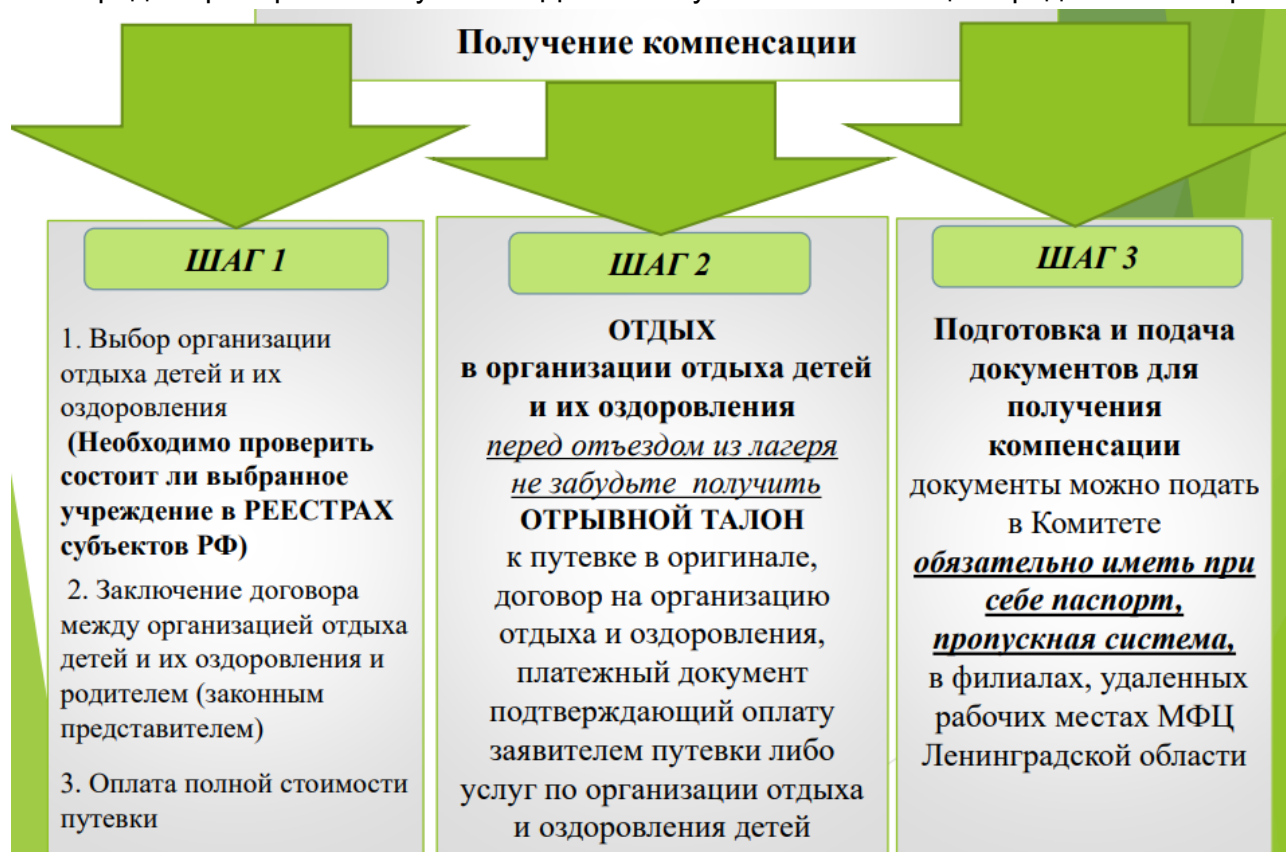 Получение компенсации
ШАГ 1
1. Выбор организации
отдыха детей и их
оздоровления
(Необходимо проверить
состоит ли выбранное
учреждение в РЕЕСТРАХ
субъектов РФ)
2. Заключение договора
между организацией отдыха
детей и их оздоровления и
родителем (законным
представителем)
3. Оплата полной стоимости
путевки
ШАГ 2
ОТДЫХ
в организации отдыха детей
и их оздоровления
перед отъездом из лагеря
не забудьте получить
ОТРЫВНОЙ ТАЛОН
к путевке в оригинале,
договор на организацию
отдыха и оздоровления,
платежный документ
подтверждающий оплату
заявителем путевки либо
услуг по организации отдыха
и оздоровления детей
ШАГ 3
Подготовка и подача
документов для
получения
компенсации
документы можно подать
в Комитете
обязательно иметь при
себе паспорт,
пропускная система,
в филиалах, удаленных
рабочих местах МФЦ
Ленинградской области